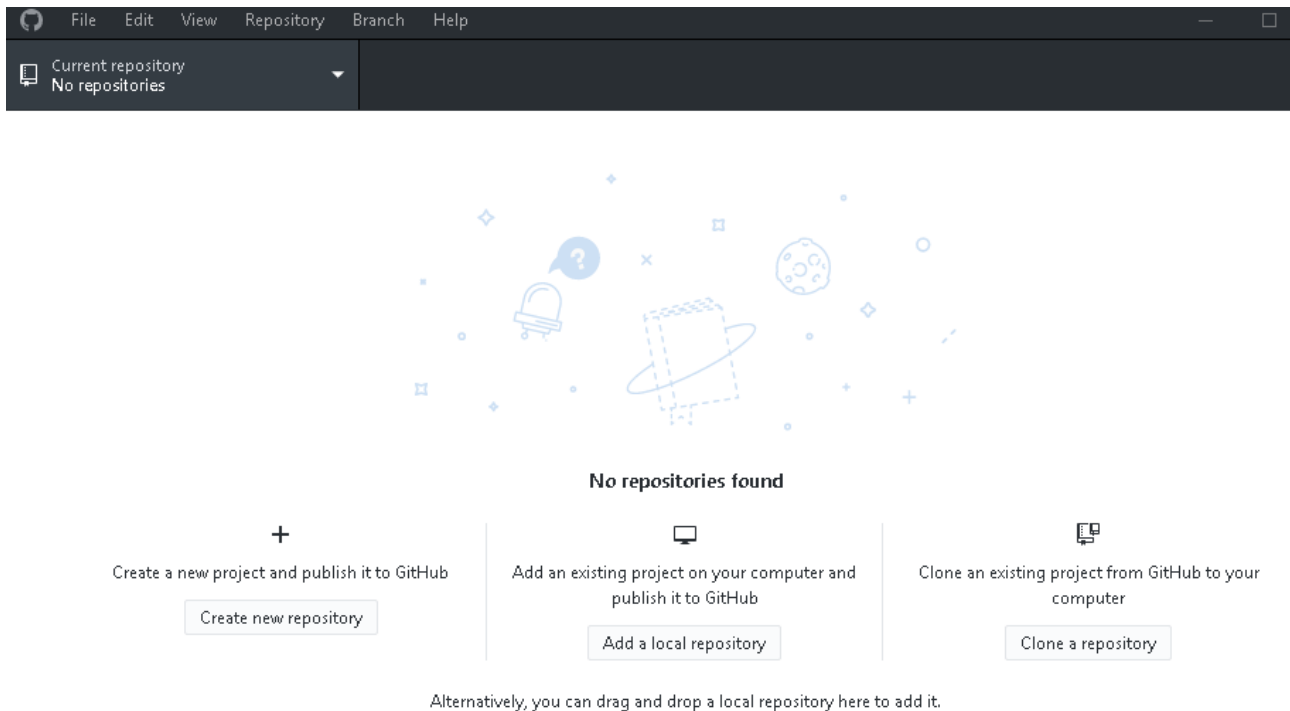 File Edit View Repository Branch Help
Current repository
No repositories
?
No repositories found
Create a new project and publish it to GitHub
Create new repository
Add an existing project on your computer and
publish it to GitHub
Add a local repository
Clone an existing project from GitHub to your
computer
Clone a repository
Alternatively, you can drag and drop a local repository here to add it.